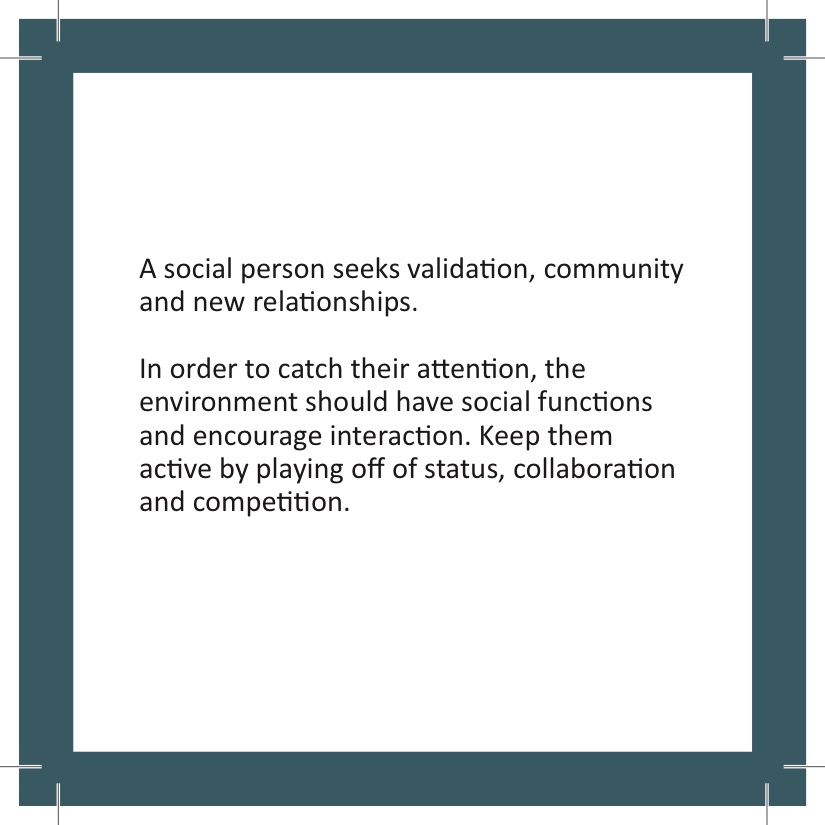 A social person seeks validation, community
and new relationships.
In order to catch their attention, the
environment should have social functions
and encourage interaction. Keep them
active by playing off of status, collaboration
and competition.